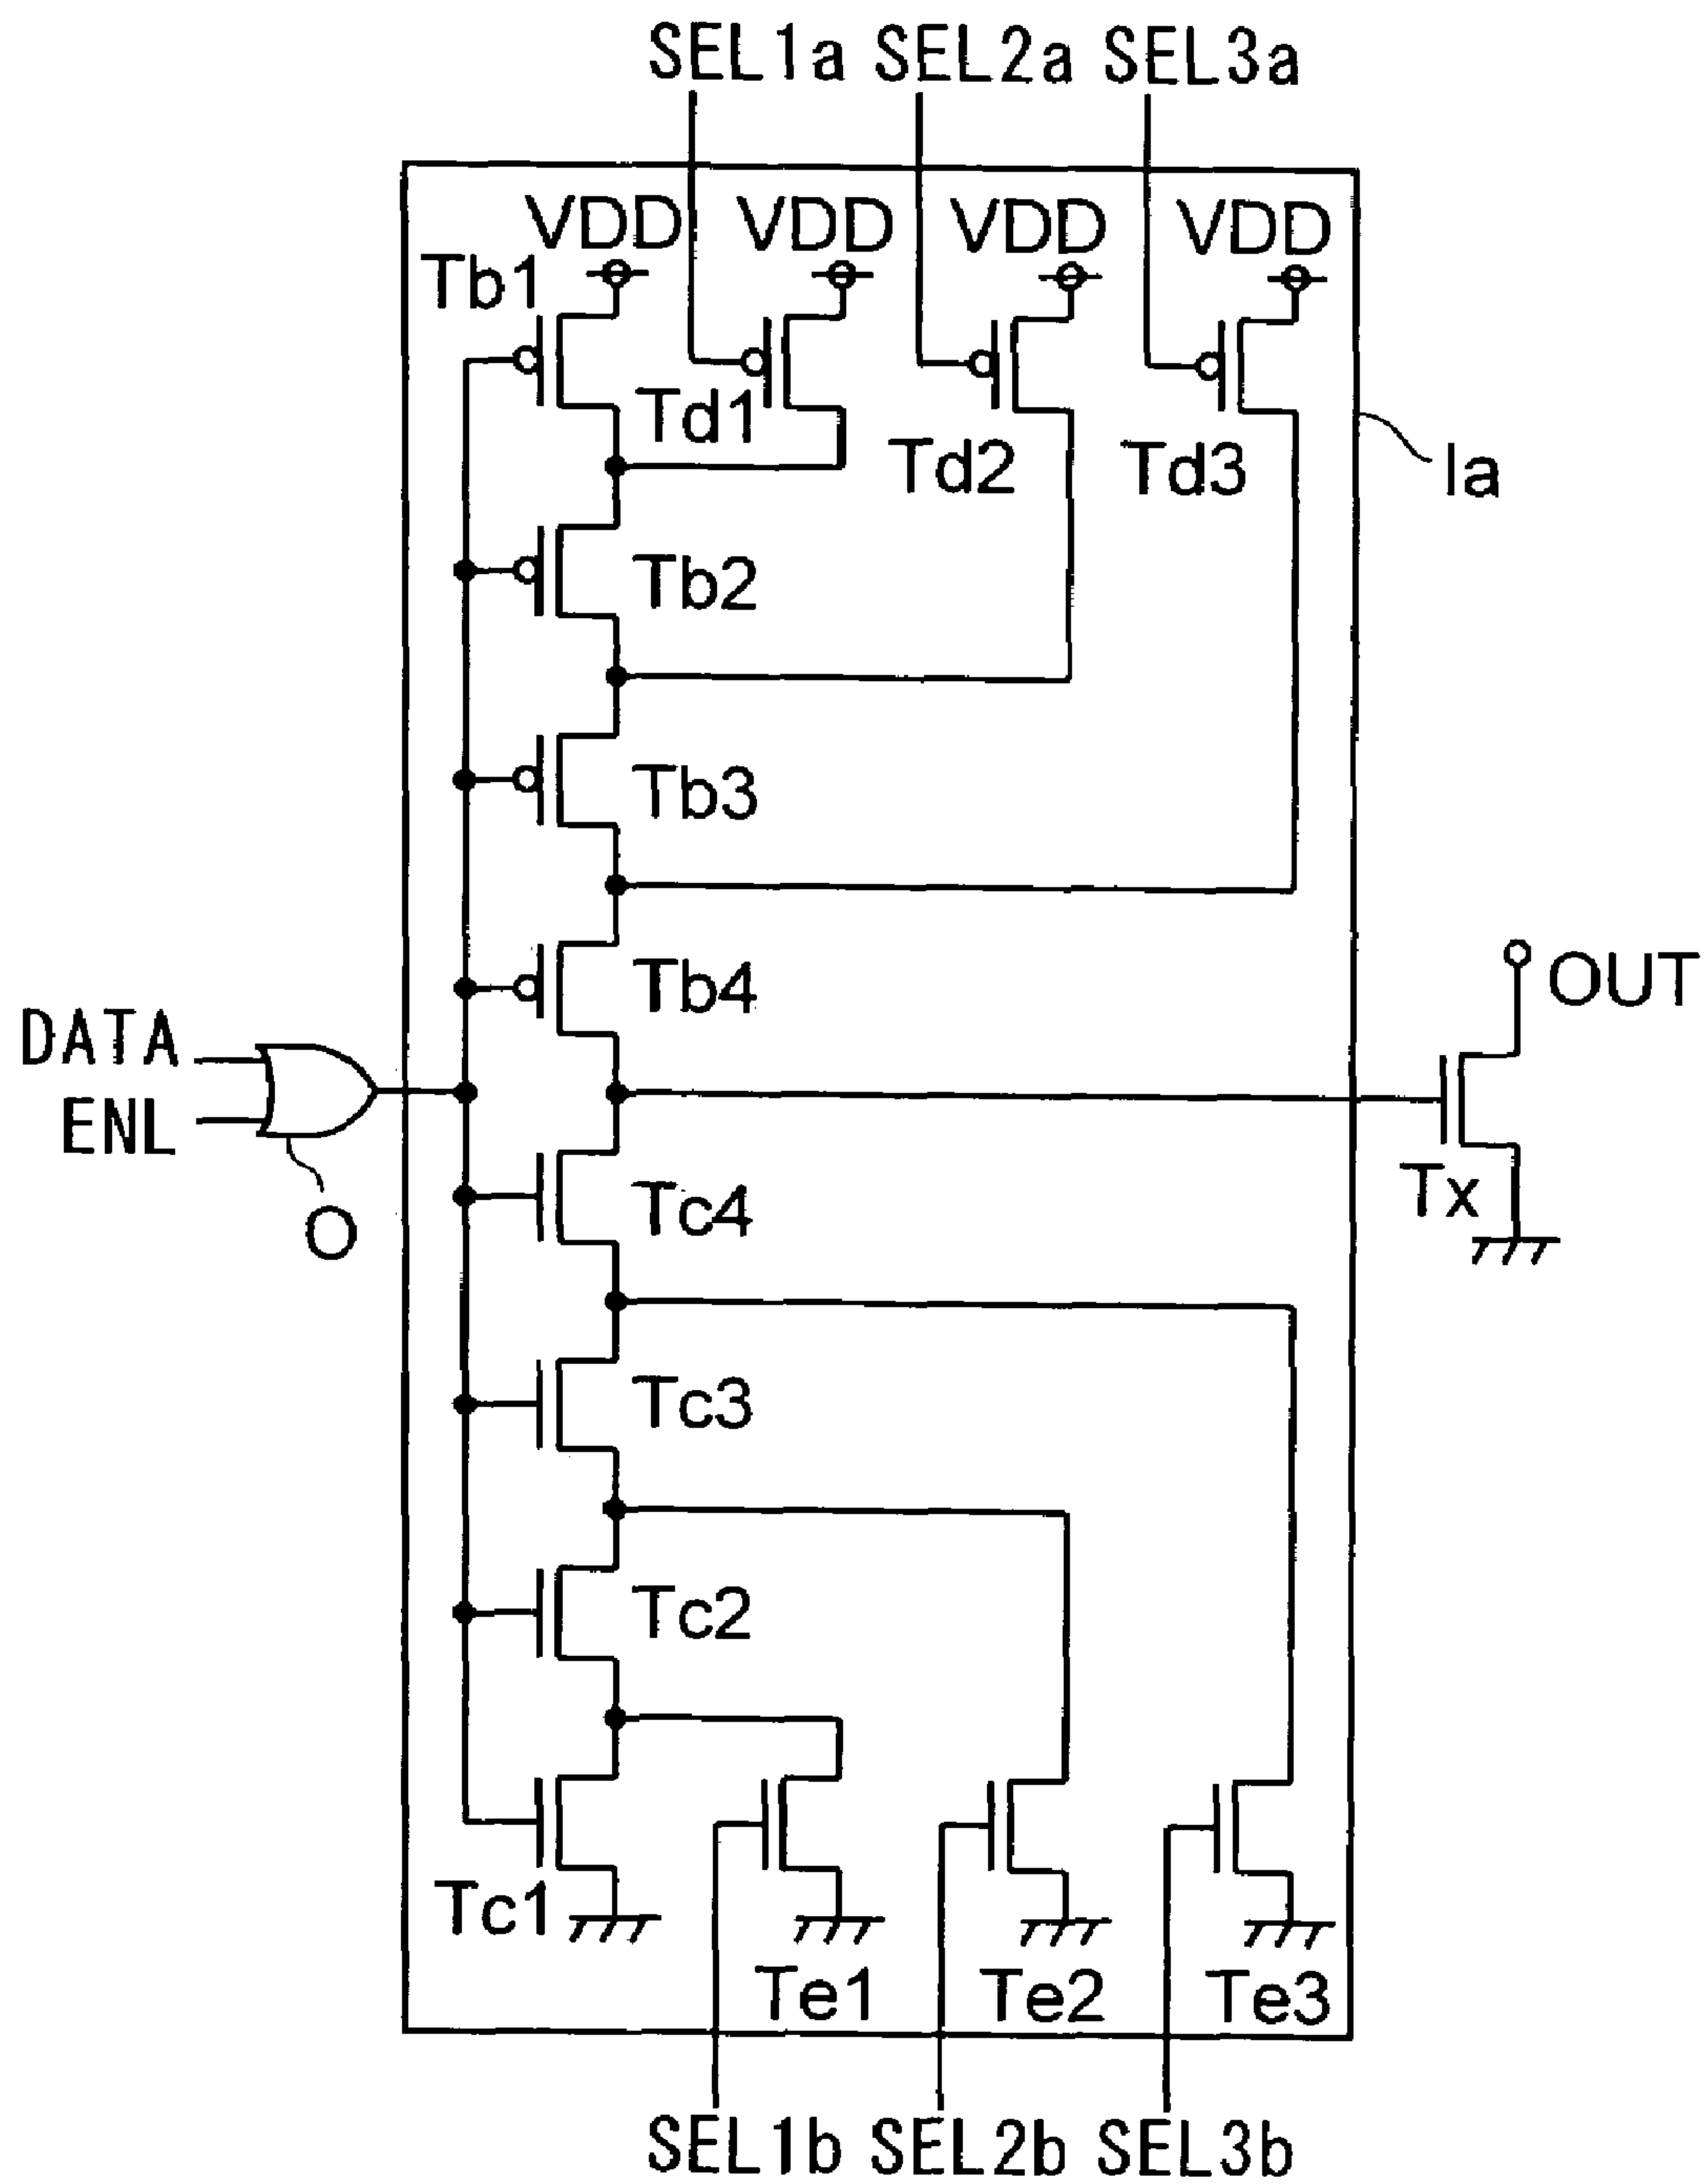 SEL1a SEL2a SEL3a
VDD VDD VDD VDD
Tb1
Td1
Td2
Td3
Ia
Tb2
Tb3
Tb4
OUT
DATA
ENL
O
Tx
Tc4
Tc3
Tc2
Tc1
Te1 Te2 Te3
SEL1b SEL2b SEL3b